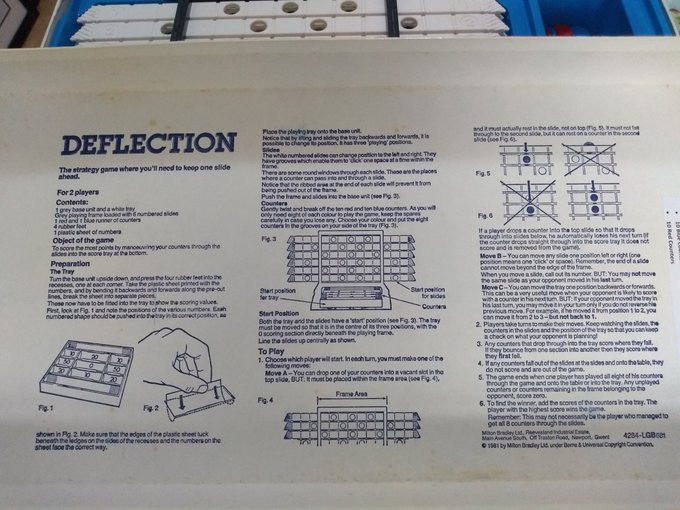 DEFLECTION
The strategy game where you'll need to keep one slide
ahead.
For 2 players
Contents:
1 grey base unit and a white tray
Grey playing frame loaded with 6 numbered slides
1 red and 1 blue runner of counters
4 rubber feet
1 plastic sheet of numbers
Object of the game
To score the most points by manoeuvring your counters through the
slides into the score tray at the bottom.
Preparation
The Tray
Turn the base unit upside down, and press the four rubber feet into the
recesses, one at each corner. Take the plastic sheet printed with the
numbers, and by bending it backwards and forwards along the pre-cut
lines, break the sheet into separate pieces.
These now have to be fitted into the tray to show the scoring values.
First, look at Fig. 1 and note the positions of the various numbers. Each
numbered shape should be pushed into the tray in its correct position, as
Fig. 1
Fig. 2
shown in Fig. 2. Make sure that the edges of the plastic sheet tuck
beneath the ledges on the sides of the recesses and the numbers on the
sheet face the correct way.
Place the playing tray onto the base unit.
Notice that by lifting and sliding the tray backwards and forwards, it is
possible to change its position, it has three 'playing' positions.
Slides
The white numbered slides can change position to the left and right. They
have grooves which enable them to 'click' one space at a time within the
frame.
There are some round windows through each slide. These are the places
where a counter can pass into and through a slide.
Notice that the ribbed area at the end of each slide will prevent it from
being pushed out of the frame.
Push the frame and slides into the base unit (see Fig. 3).
Counters
Gently twist and break off the ten red and ten blue counters. As you will
only need eight of each colour to play the game, keep the spares
carefully in case you lose any. Choose your colour and put the eight
counters in the grooves on your side of the tray (Fig. 3).
Fig. 3
Start position
for tray
Start position
for slides
Counters
Start Position
Both the tray and the slides have a 'start' position (see Fig. 3). The tray
must be moved so that it is in the centre of its three positions, with the
0 scoring section directly beneath the playing frame.
Line the slides up centrally as shown.
To Play
1. Choose which player will start. In each turn, you must make one of the
following moves:
Move A – You can drop one of your counters into a vacant slot in the
top slide, BUT: It must be placed within the frame area (see Fig. 4),
Fig. 4
Frame Area
and it must actually rest in the slide, not on top (Fig. 5). It must not fall
through to the second slide, but it can rest on a counter in the second
slide (see Fig. 6).
Fig. 5
Fig. 6
If a player drops a counter into the top slide so that it drops
through into slides below, he automatically loses his next turn (if
the counter drops straight through into the score tray it does not
score and is removed from the game).
Move B – You can move any slide one position left or right (one
position means one 'click' or space). Remember, the end of a slide
cannot move beyond the edge of the frame.
When you move a slide, call out its number. BUT: You may not move
the same slide as your opponent moved in his last turn.
Move C – You can move the tray one position backwards or forwards.
This can be a very useful move when your opponent is likely to score
with a counter in his next turn. BUT: If your opponent moved the tray in
his last turn, you may move it in your turn only if you do not reverse his
previous move. For example, if he moved it from position 1 to 2, you
can move it from 2 to 3 – but not back to 1.
2. Players take turns to make their moves. Keep watching the slides, the
counters in the slides and the position of the tray so that you can keep
a check on what your opponent is planning!
3. Any counters that drop through into the tray score where they fall.
If they bounce from one section into another then they score where
they first fell.
4. If any counters fall out of the slides at the sides and onto the table, they
do not score and are out of the game.
5. The game ends when one player has played all eight of his counters
through the game and onto the table or into the tray. Any unplayed
counters or counters remaining in the frame belonging to the
opponent, score zero.
6. To find the winner, add the scores of the counters in the tray. The
player with the highest score wins the game.
Remember: This may not necessarily be the player who managed to
get all 8 counters through the slides.
Milton Bradley Ltd., Reevesland Industrial Estate,
Main Avenue South, Off Traston Road, Newport, Gwent
4284-LGB681
© 1981 by Milton Bradley Ltd. under Berne & Universal Copyright Convention.
10 Red Counters